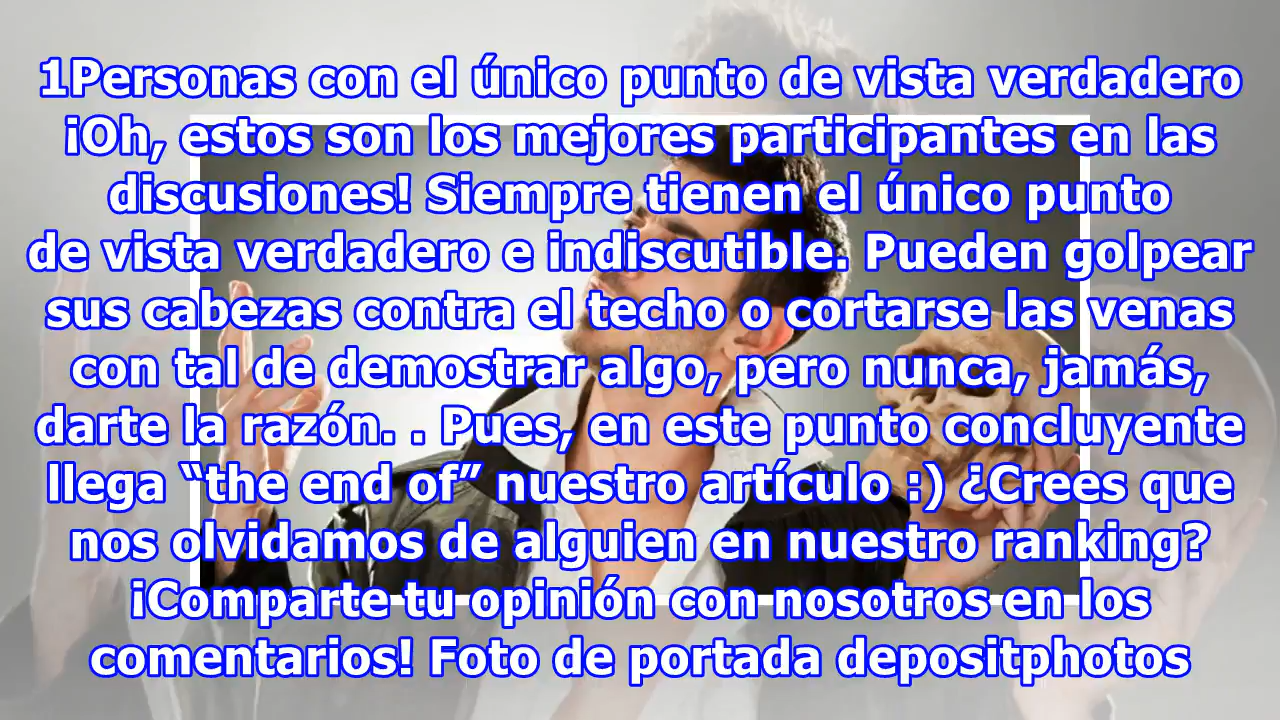 1Personas con el único punto de vista verdadero
¡Oh, estos son los mejores participantes en las
discusiones! Siempre tienen el único punto
de vista verdadero e indiscutible. Pueden golpear
sus cabezas contra el techo o cortarse las venas
con tal de demostrar algo, pero nunca, jamás,
darte la razón. . Pues, en este punto concluyente
llega “the end of” nuestro artículo :) ¿Crees que
nos olvidamos de alguien en nuestro ranking?
¡Comparte tu opinión con nosotros en los
comentarios! Foto de portada depositphotos